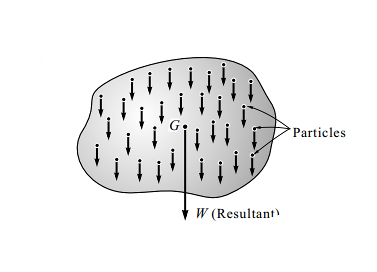 G
Particles
W (Resultant)